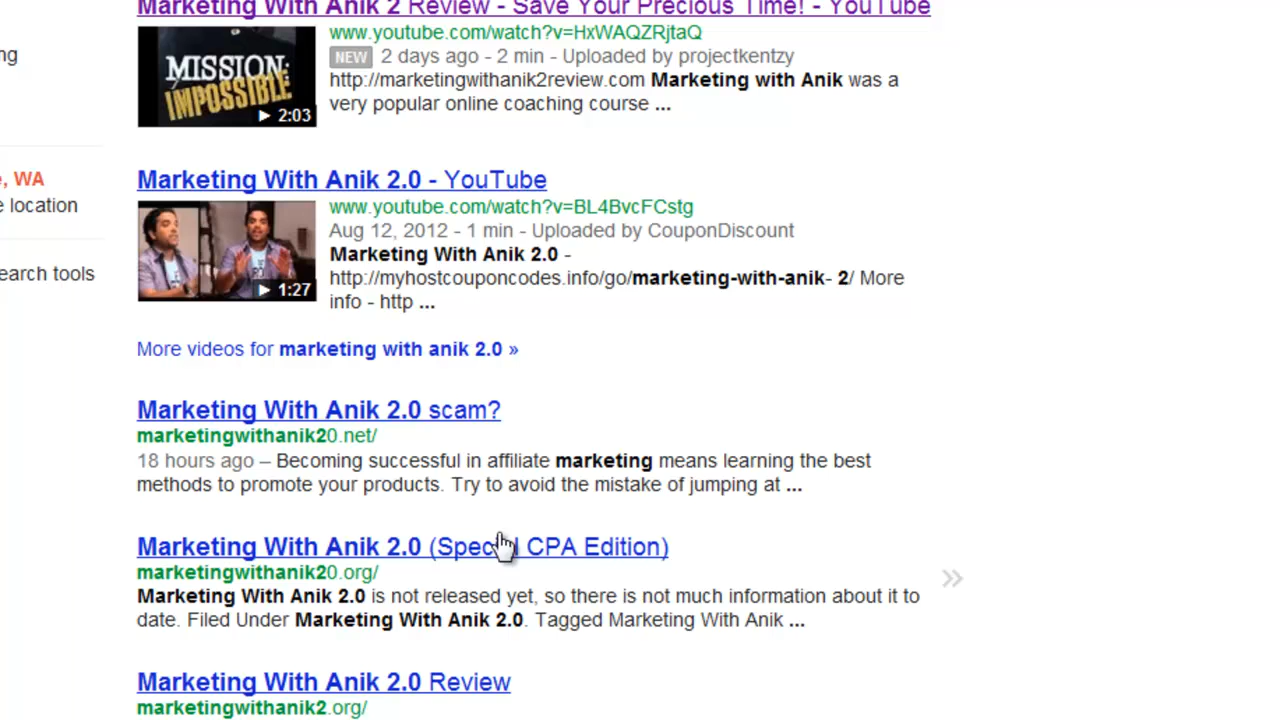 Marketing With Anik 2 Review - Save Your Precious Time! - YouTube
www.youtube.com/watch?v=HxWAQZRjtaQ
ng
MISSION:
IMPOSSIBLE
2:03
NEW 2 days ago - 2 min - Uploaded by projectkentzy
http://marketingwithanik2review.com Marketing with Anik was a
very popular online coaching course ...
, WA
e location
earch tools
Marketing With Anik 2.0 - YouTube
1:27
www.youtube.com/watch?v=BL4BvcFCstg
Aug 12, 2012 - 1 min - Uploaded by CouponDiscount
Marketing With Anik 2.0 -
http://myhostcouponcodes.info/go/marketing-with-anik- 2/ More
info - http ...
More videos for marketing with anik 2.0 »
Marketing With Anik 2.0 scam?
marketingwithanik20.net/
18 hours ago – Becoming successful in affiliate marketing means learning the best
methods to promote your products. Try to avoid the mistake of jumping at ...
Marketing With Anik 2.0 (Special CPA Edition)
marketingwithanik20.org/
Marketing With Anik 2.0 is not released yet, so there is not much information about it to
date. Filed Under Marketing With Anik 2.0. Tagged Marketing With Anik ...
»
Marketing With Anik 2.0 Review
marketingwithanik2.org/